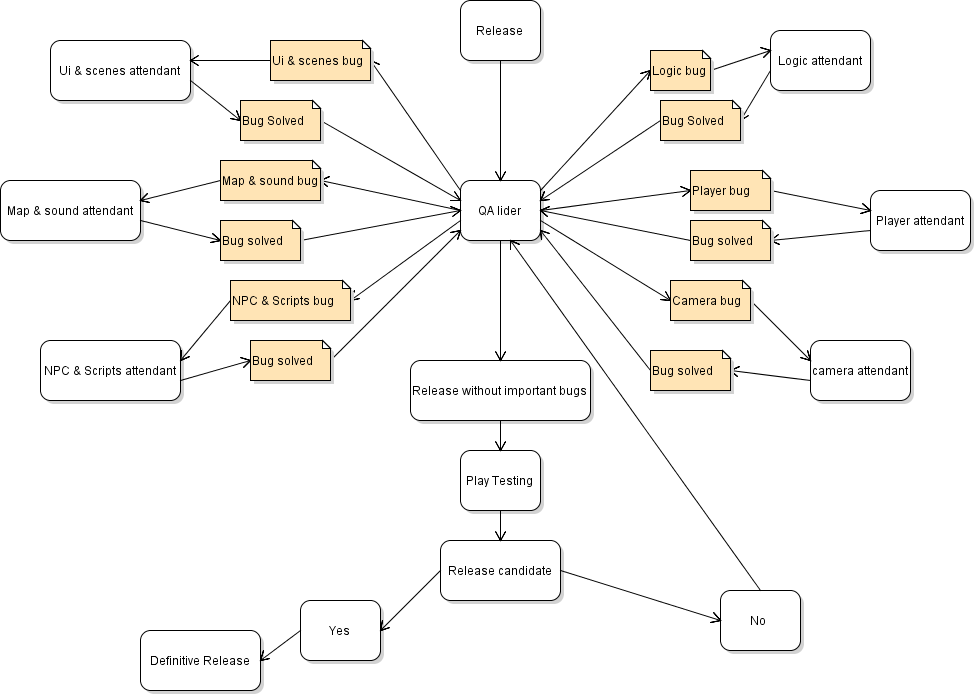 Release
Ui & scenes attendant
Ui & scenes bug
Logic bug
Logic attendant
Bug Solved
Bug Solved
Map & sound bug
Player bug
Map & sound attendant
QA lider
Player attendant
Bug solved
Bug solved
NPC & Scripts bug
Camera bug
NPC & Scripts attendant
Bug solved
Release without important bugs
Bug solved
camera attendant
Play Testing
Release candidate
Yes
No
Definitive Release